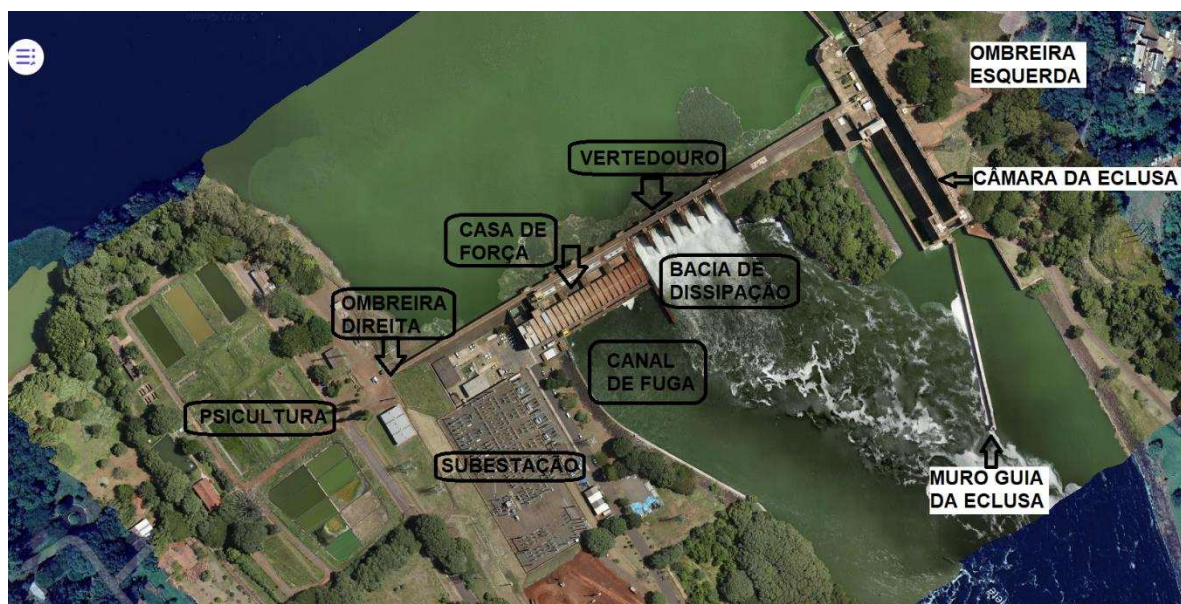 OMBREIRA
ESQUERDA
VERTEDOURO
CÂMARA DA ECLUSA
CASA DE
FORÇA
BACIA DE
DISSIPAÇÃO
OMBREIRA
DIREITA
CANAL
DE FUGA
PSICULTURA
SUBESTAÇÃO
MURO GUIA
DA ECLUSA